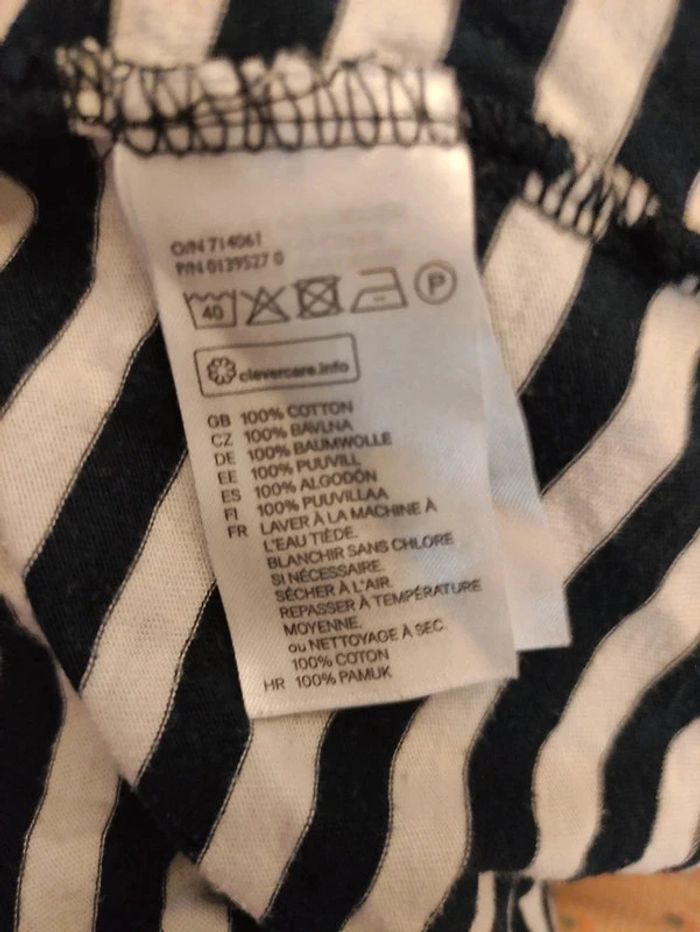 O/N 714061
P/N 0139527 0
40 P
clevercare.info
GB 100% COTTON
CZ 100% BAVLNA
DE 100% BAUMWOLLE
EE 100% PUUVILL
ES 100% ALGODÓN
FI 100% PUUVILLAA
FR LAVER À LA MACHINE À
L'EAU TIÈDE.
BLANCHIR SANS CHLORE
SI NÉCESSAIRE.
SÉCHER À L'AIR.
REPASSER À TEMPÉRATURE
MOYENNE.
ou NETTOYAGE À SEC
100% COTON
HR 100% PAMUK